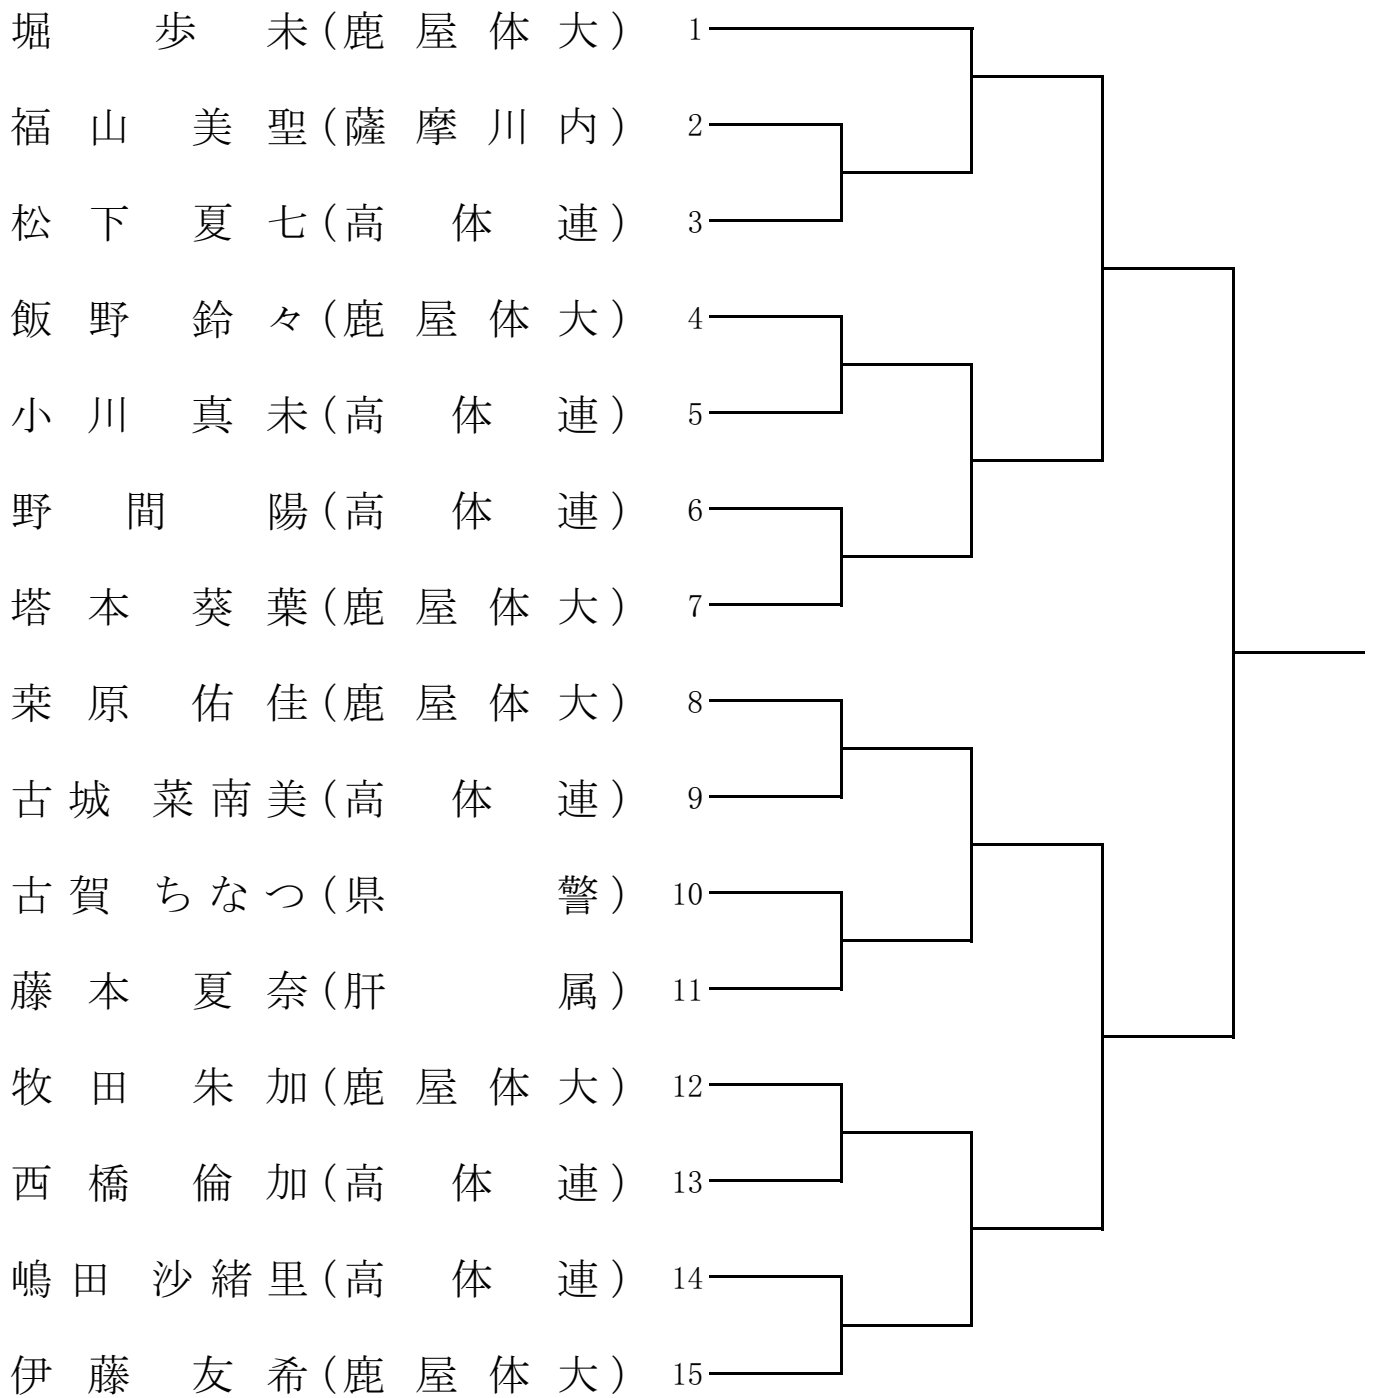 堀 歩 未 (鹿 屋 体 大) 1
福 山 美 聖 (薩 摩 川 内) 2
松 下 夏 七 (高 体 連) 3
飯 野 鈴 々 (鹿 屋 体 大) 4
小 川 真 未 (高 体 連) 5
野 間 陽 (高 体 連) 6
塔 本 葵 葉 (鹿 屋 体 大) 7
桒 原 佑 佳 (鹿 屋 体 大) 8
古 城 菜 南 美 (高 体 連) 9
古 賀 ちなつ (県 警) 10
藤 本 夏 奈 (肝 属) 11
牧 田 朱 加 (鹿 屋 体 大) 12
西 橋 倫 加 (高 体 連) 13
嶋 田 沙 緒 里 (高 体 連) 14
伊 藤 友 希 (鹿 屋 体 大) 15